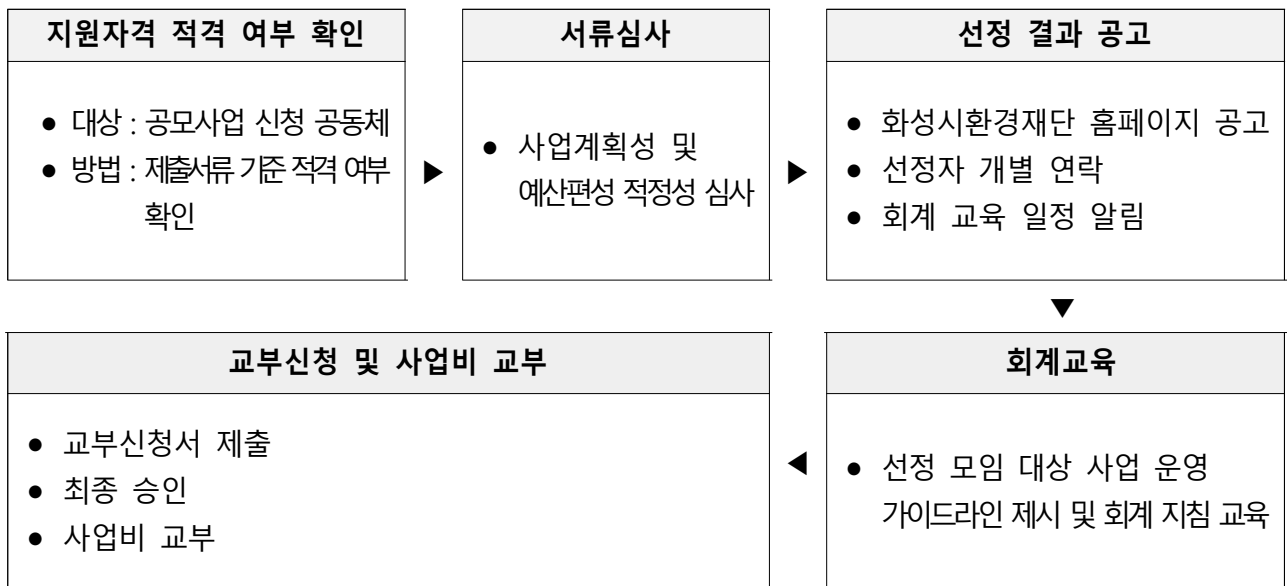 지원자격 적격 여부 확인
● 대상 : 공모사업 신청 공동체
● 방법 : 제출서류 기준 적격 여부
확인
▶
서류심사
● 사업계획성 및
예산편성 적정성 심사
▶
선정 결과 공고
● 화성시환경재단 홈페이지 공고
● 선정자 개별 연락
● 회계 교육 일정 알림
▼
회계교육
● 선정 모임 대상 사업 운영
가이드라인 제시 및 회계 지침 교육
◀
교부신청 및 사업비 교부
● 교부신청서 제출
● 최종 승인
● 사업비 교부